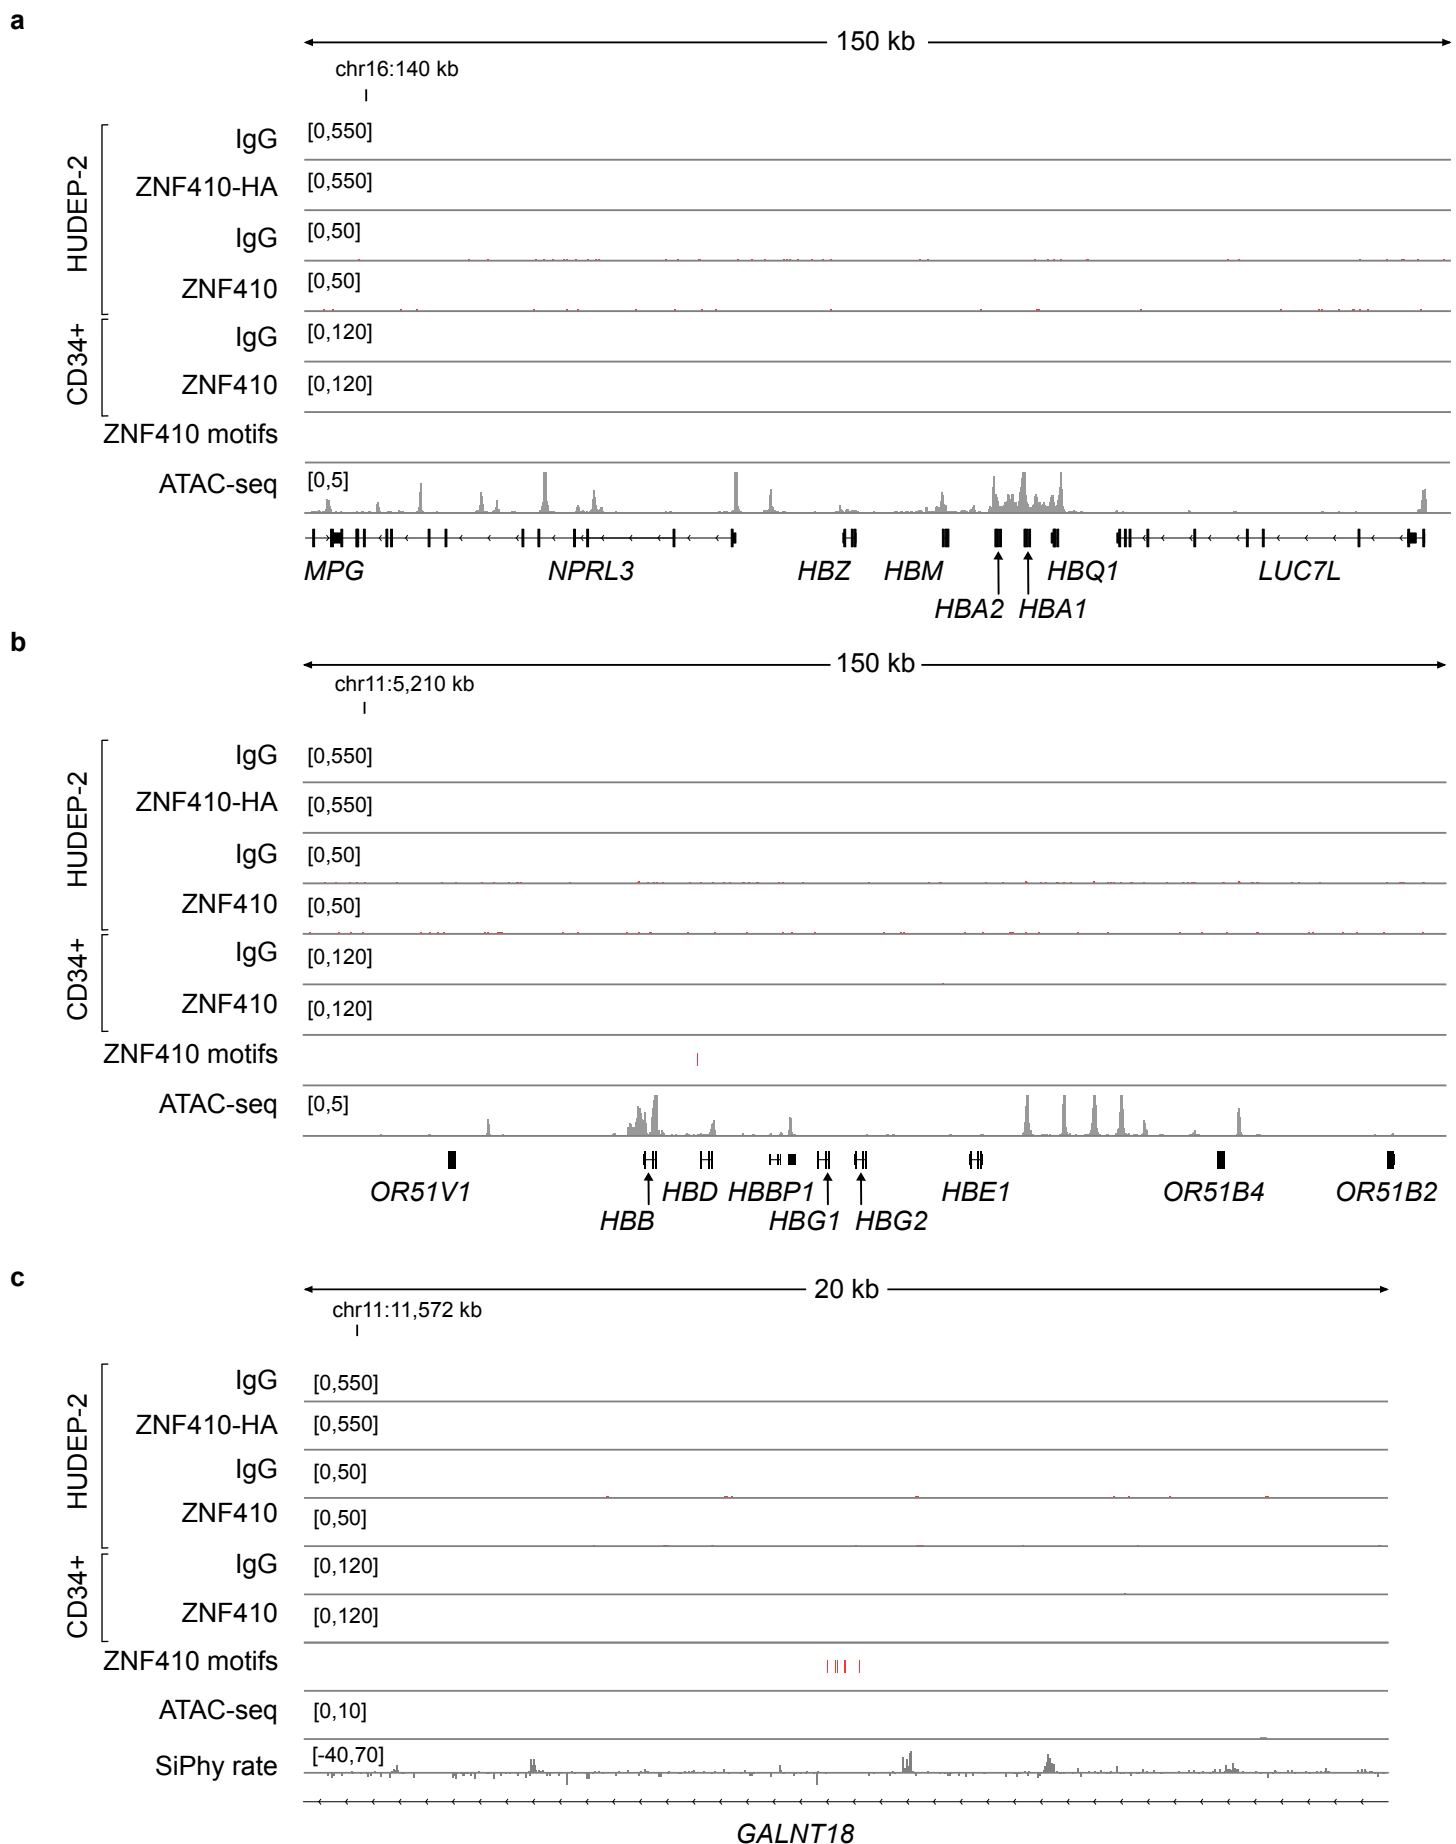 a
150 kb
chr16:140 kb
HUDEP-2
IgG [0,550]
ZNF410-HA [0,550]
IgG [0,50]
ZNF410 [0,50]
CD34+
IgG [0,120]
ZNF410 [0,120]
ZNF410 motifs
ATAC-seq [0,5]
MPG NPRL3 HBZ HBM HBQ1 LUC7L
HBA2 HBA1
b
150 kb
chr11:5,210 kb
HUDEP-2
IgG [0,550]
ZNF410-HA [0,550]
IgG [0,50]
ZNF410 [0,50]
CD34+
IgG [0,120]
ZNF410 [0,120]
ZNF410 motifs
ATAC-seq [0,5]
OR51V1 HBD HBBP1 HBE1 OR51B4 OR51B2
HBB HBG1 HBG2
c
20 kb
chr11:11,572 kb
HUDEP-2
IgG [0,550]
ZNF410-HA [0,550]
IgG [0,50]
ZNF410 [0,50]
CD34+
IgG [0,120]
ZNF410 [0,120]
ZNF410 motifs
ATAC-seq [0,10]
SiPhy rate [-40,70]
GALNT18